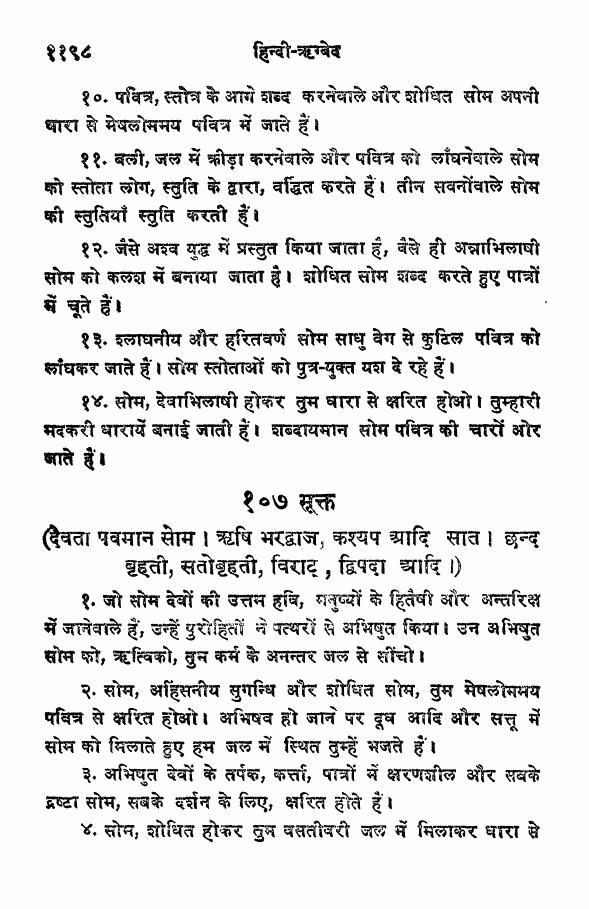 ११९८ हिन्दी-ऋग्वेद
१०. पवित्र, स्तोत्र के आगे शब्द करनेवाले और शोधित सोम अपनी
धारा से मेषलोममय पवित्र में जाते हैं।
११. बली, जल में क्रीड़ा करनेवाले और पवित्र को लाँघनेवाले सोम
को स्तोता लोग, स्तुति के द्वारा, वर्द्धित करते हैं। तीन सवनोंवाले सोम
की स्तुतियाँ स्तुति करती हैं।
१२. जैसे अश्व युद्ध में प्रस्तुत किया जाता है, वैसे ही अन्नाभिलाषी
सोम को कलश में बनाया जाता है। शोधित सोम शब्द करते हुए पात्रों
में चूते हैं।
१३. श्लाघनीय और हरितवर्ण सोम साधु वेग से कुटिल पवित्र को
लाँघकर जाते हैं। सोम स्तोताओं को पुत्र-युक्त यश दे रहे हैं।
१४. सोम, देवाभिलाषी होकर तुम धारा से क्षरित होओ। तुम्हारी
मदकरी धारायें बनाई जाती हैं। शब्दायमान सोम पवित्र की चारों ओर
जाते हैं।
१०७ सूक्त
(देवता पवमान सोम। ऋषि भरद्वाज, कश्यप आदि सात। छन्द
बृहती, सतोबृहती, विराट्, द्विपदा आदि।)
१. जो सोम देवों की उत्तम हवि, मनुष्यों के हितैषी और अन्तरिक्ष
में जानेवाले हैं, उन्हें पुरोहितों ने पत्थरों से अभिषुत किया। उन अभिषुत
सोम को, ऋत्विको, तुम कर्म के अनन्तर जल से सींचो।
२. सोम, अहिंसनीय सुगन्धि और शोधित सोम, तुम मेषलोममय
पवित्र से क्षरित होओ। अभिषव हो जाने पर दूध आदि और सत्तू में
सोम को मिलाते हुए हम जल में स्थित तुम्हें भजते हैं।
३. अभिषुत देवों के तर्पक, कर्त्ता, पात्रों में क्षरणशील और सबके
द्रष्टा सोम, सबके दर्शन के लिए, क्षरित होते हैं।
४. सोम, शोधित होकर तुम वसतीवरी जल में मिलाकर धारा से